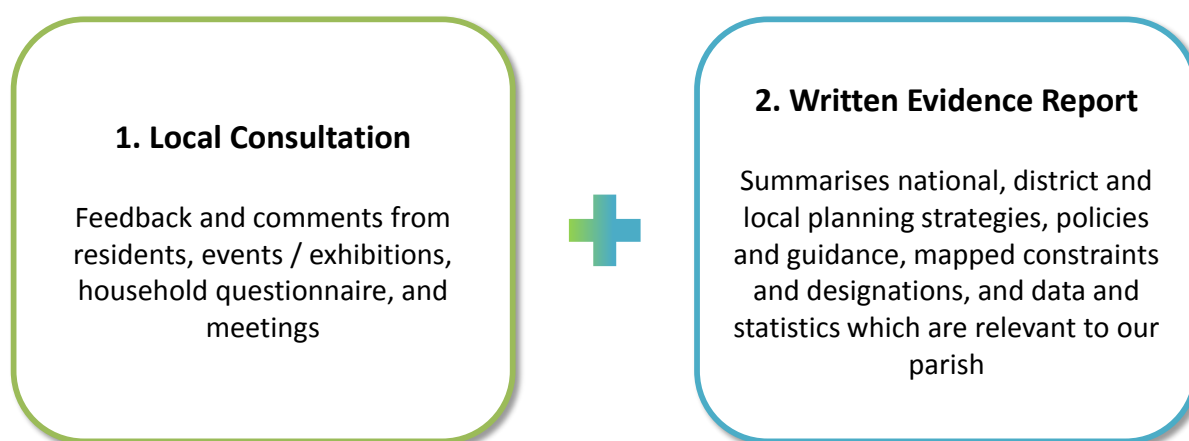 1. Local Consultation
Feedback and comments from
residents, events / exhibitions,
household questionnaire, and
meetings
2. Written Evidence Report
Summarises national, district and
local planning strategies, policies
and guidance, mapped constraints
and designations, and data and
statistics which are relevant to our
parish